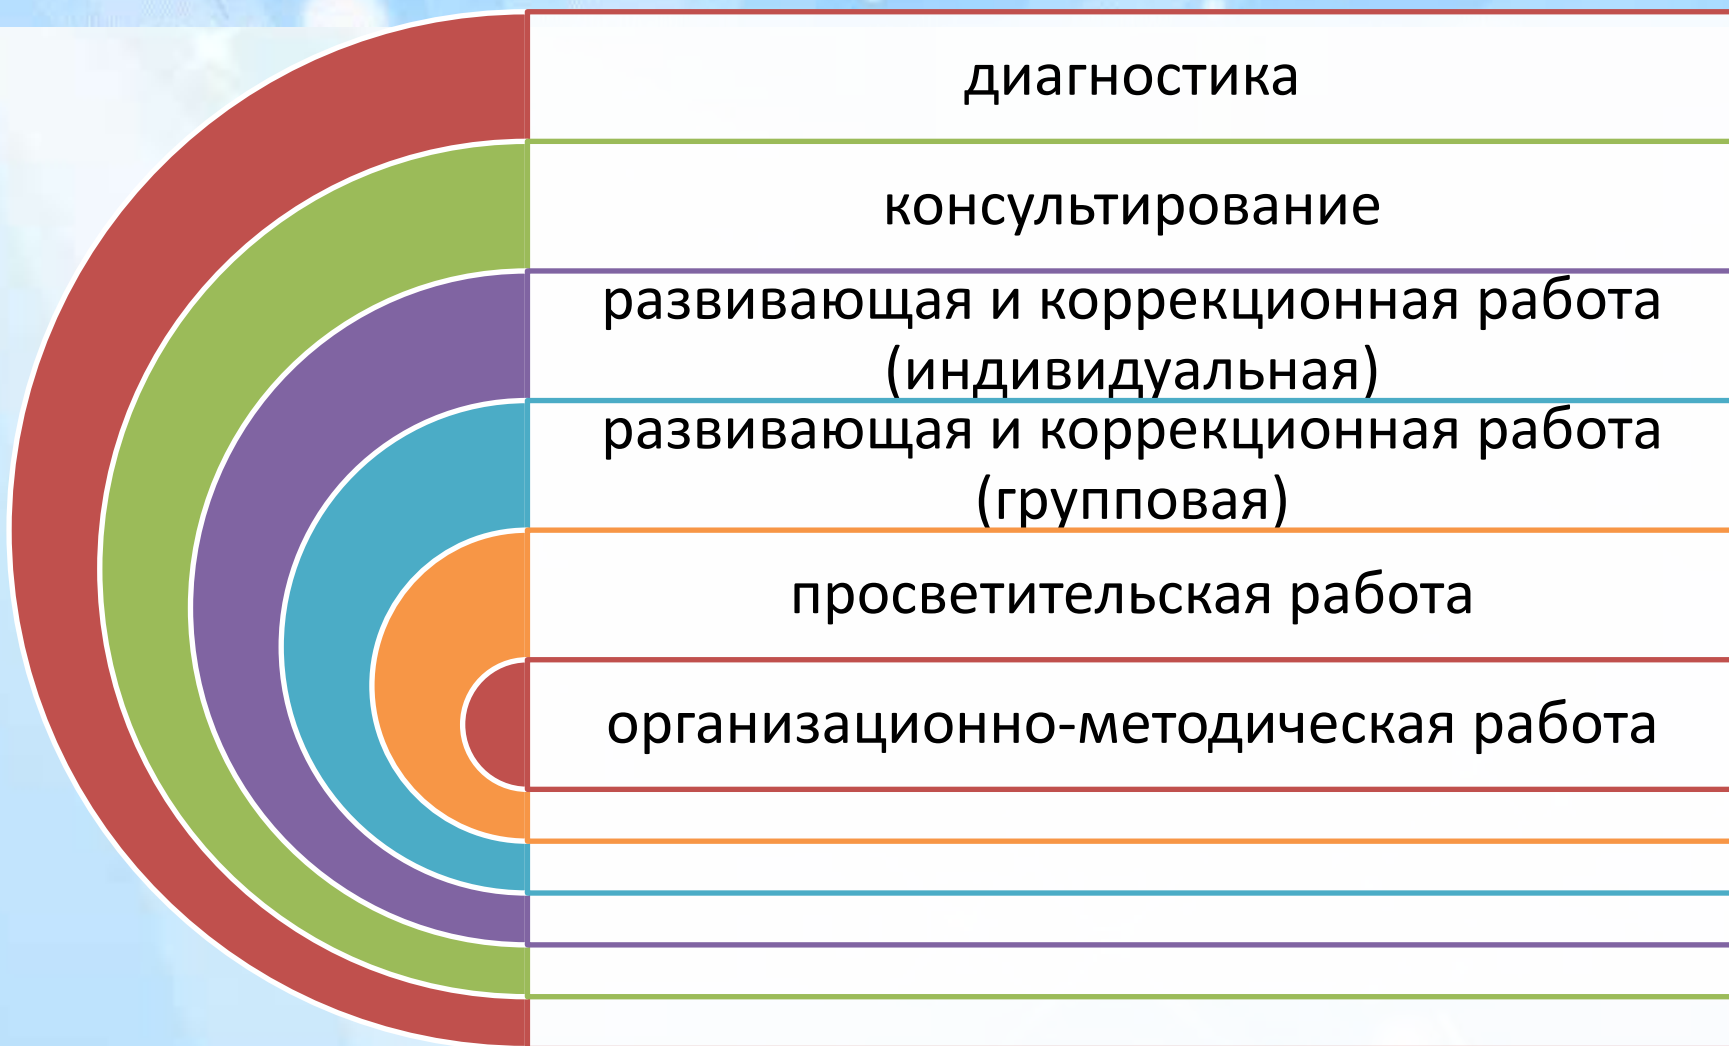 диагностика
консультирование
развивающая и коррекционная работа
(индивидуальная)
развивающая и коррекционная работа
(групповая)
просветительская работа
организационно-методическая работа